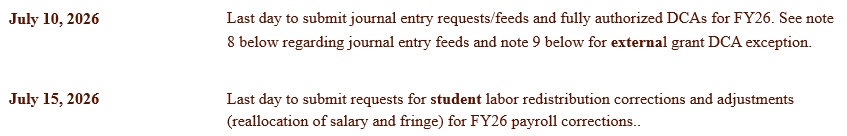 July 10, 2026 Last day to submit journal entry requests/feeds and fully authorized DCAs for FY26. See note
8 below regarding journal entry feeds and note 9 below for external grant DCA exception.
July 15, 2026 Last day to submit requests for student labor redistribution corrections and adjustments
(reallocation of salary and fringe) for FY26 payroll corrections..